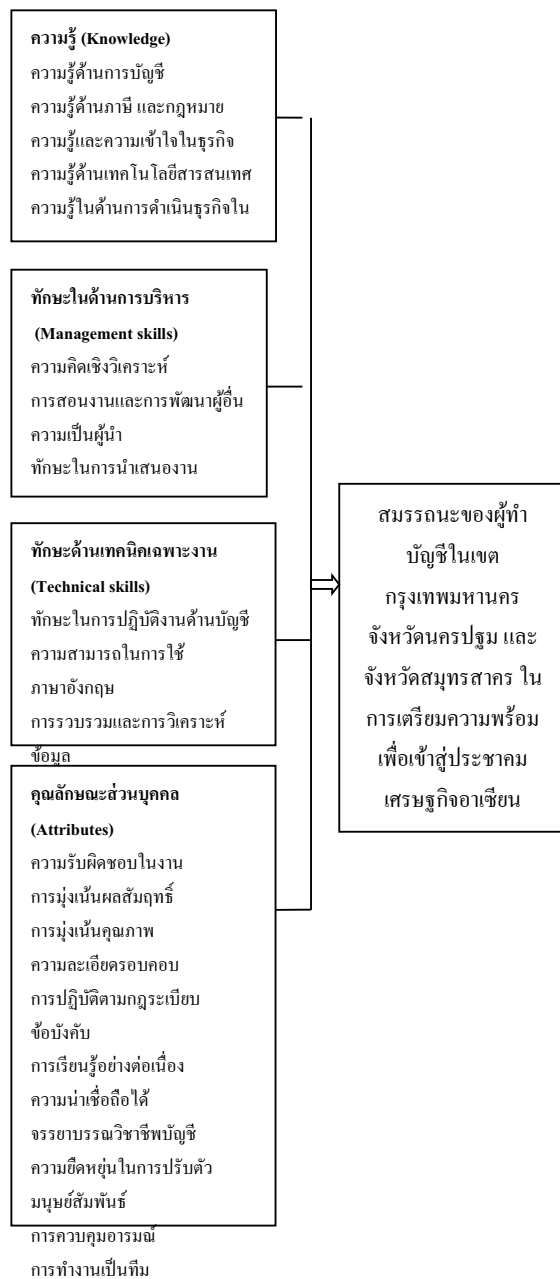 ความรู้ (Knowledge)
ความรู้ด้านการบัญชี
ความรู้ด้านภาษี และกฎหมาย
ความรู้และความเข้าใจในธุรกิจ
ความรู้ด้านเทคโนโลยีสารสนเทศ
ความรู้ในด้านการดำเนินธุรกิจใน
ทักษะในด้านการบริหาร
(Management skills)
ความคิดเชิงวิเคราะห์
การสอนงานและการพัฒนาผู้อื่น
ความเป็นผู้นำ
ทักษะในการนำเสนองาน
ทักษะด้านเทคนิคเฉพาะงาน
(Technical skills)
ทักษะในการปฏิบัติงานด้านบัญชี
ความสามารถในการใช้
ภาษาอังกฤษ
การรวบรวมและการวิเคราะห์
ข้อมูล
คุณลักษณะส่วนบุคคล
(Attributes)
ความรับผิดชอบในงาน
การมุ่งเน้นผลสัมฤทธิ์
การมุ่งเน้นคุณภาพ
ความละเอียดรอบคอบ
การปฏิบัติตามกฎระเบียบ
ข้อบังคับ
การเรียนรู้อย่างต่อเนื่อง
ความน่าเชื่อถือได้
จรรยาบรรณวิชาชีพบัญชี
ความยืดหยุ่นในการปรับตัว
มนุษย์สัมพันธ์
การควบคุมอารมณ์
การทำงานเป็นทีม
สมรรถนะของผู้ทำ
บัญชีในเขต
กรุงเทพมหานคร
จังหวัดนครปฐม และ
จังหวัดสมุทรสาคร ใน
การเตรียมความพร้อม
เพื่อเข้าสู่ประชาคม
เศรษฐกิจอาเซียน